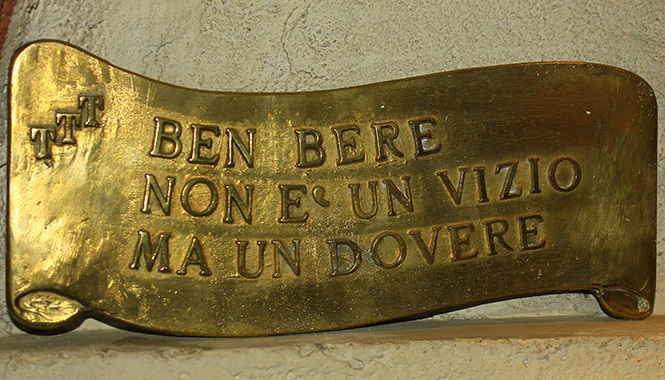 TTT
BEN BERE
NON E' UN VIZIO
MA UN DOVERE